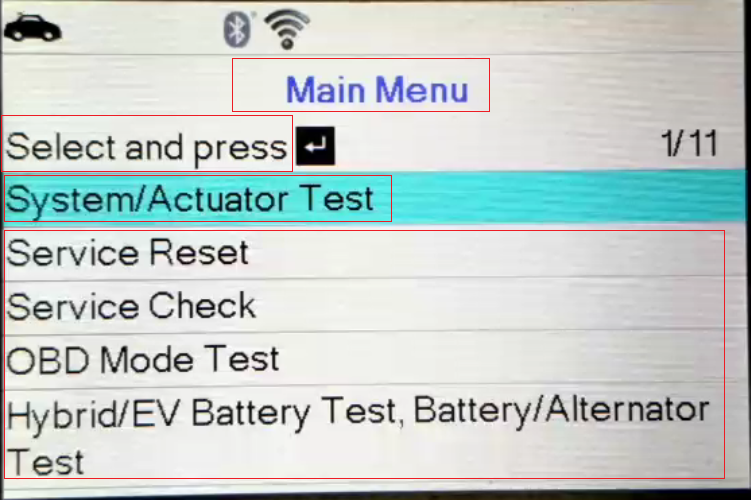 Main Menu
Select and press
1/11
System/Actuator Test
Service Reset
Service Check
OBD Mode Test
Hybrid/EV Battery Test, Battery/Alternator
Test